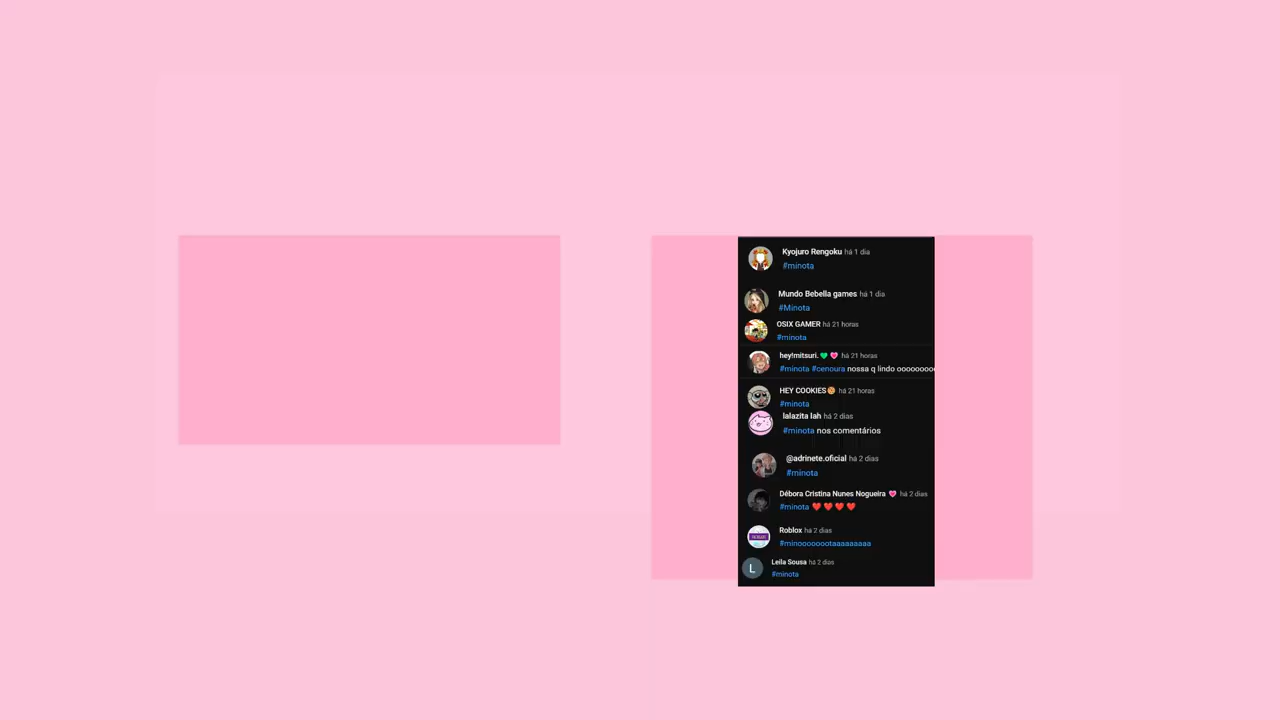 Kyojuro Rengoku há 1 dia
#minota
Mundo Bebella games há 1 dia
#Minota
OSIX GAMER há 21 horas
#minota
hey!mitsuri.💚 💗 há 21 horas
#minota #cenoura nossa q lindo ooooooooo
HEY COOKIES🍪 há 21 horas
#minota
lalazita lah há 2 dias
#minota nos comentários
@adrinete.oficial há 2 dias
#minota
Débora Cristina Nunes Nogueira 💗 há 2 dias
#minota ❤️ ❤️ ❤️ ❤️
Roblox há 2 dias
#minoooooootaaaaaaaaa
L
Leila Sousa há 2 dias
#minota